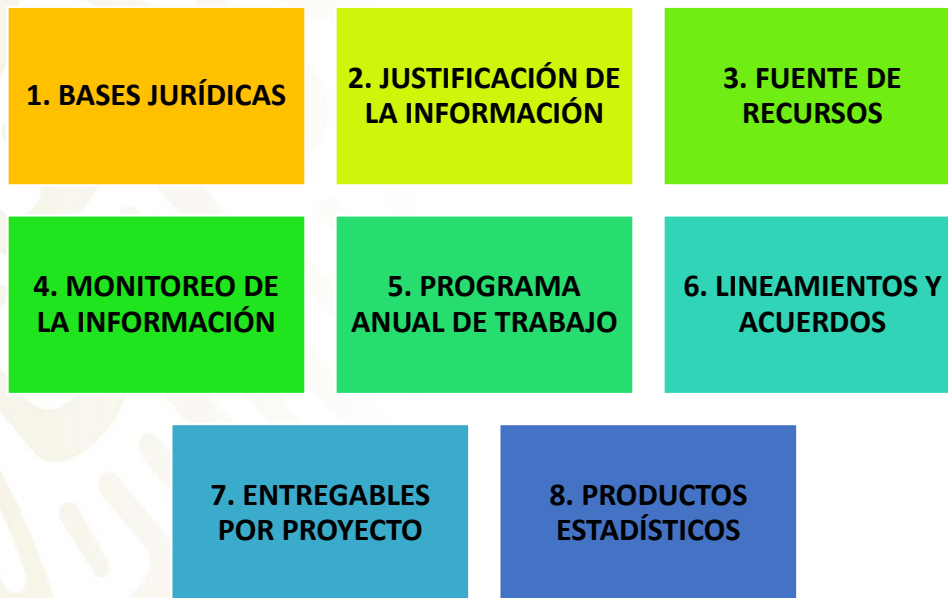 1. BASES JURÍDICAS
2. JUSTIFICACIÓN DE
LA INFORMACIÓN
3. FUENTE DE
RECURSOS
4. MONITOREO DE
LA INFORMACIÓN
5. PROGRAMA
ANUAL DE TRABAJO
6. LINEAMIENTOS Y
ACUERDOS
7. ENTREGABLES
POR PROYECTO
8. PRODUCTOS
ESTADÍSTICOS